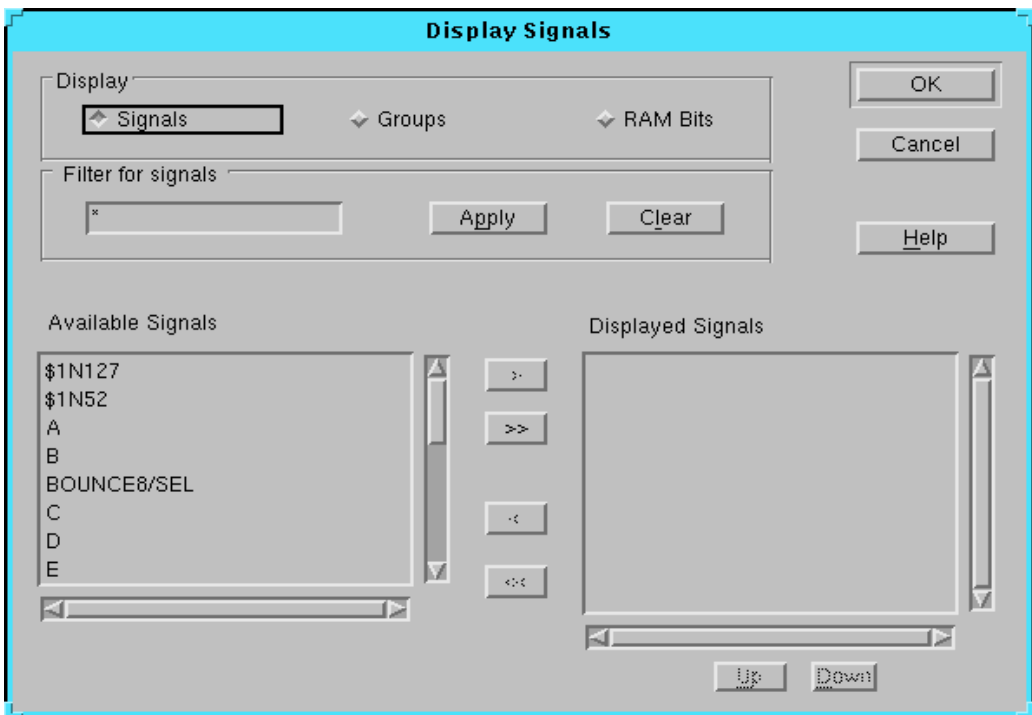 Display Signals
Display
Signals
Groups
RAM Bits
OK
Cancel
Filter for signals
*
Apply
Clear
Help
Available Signals
Displayed Signals
$1N127
$1N52
A
B
BOUNCE8/SEL
C
D
E
>
>>
<
<<
Up
Down